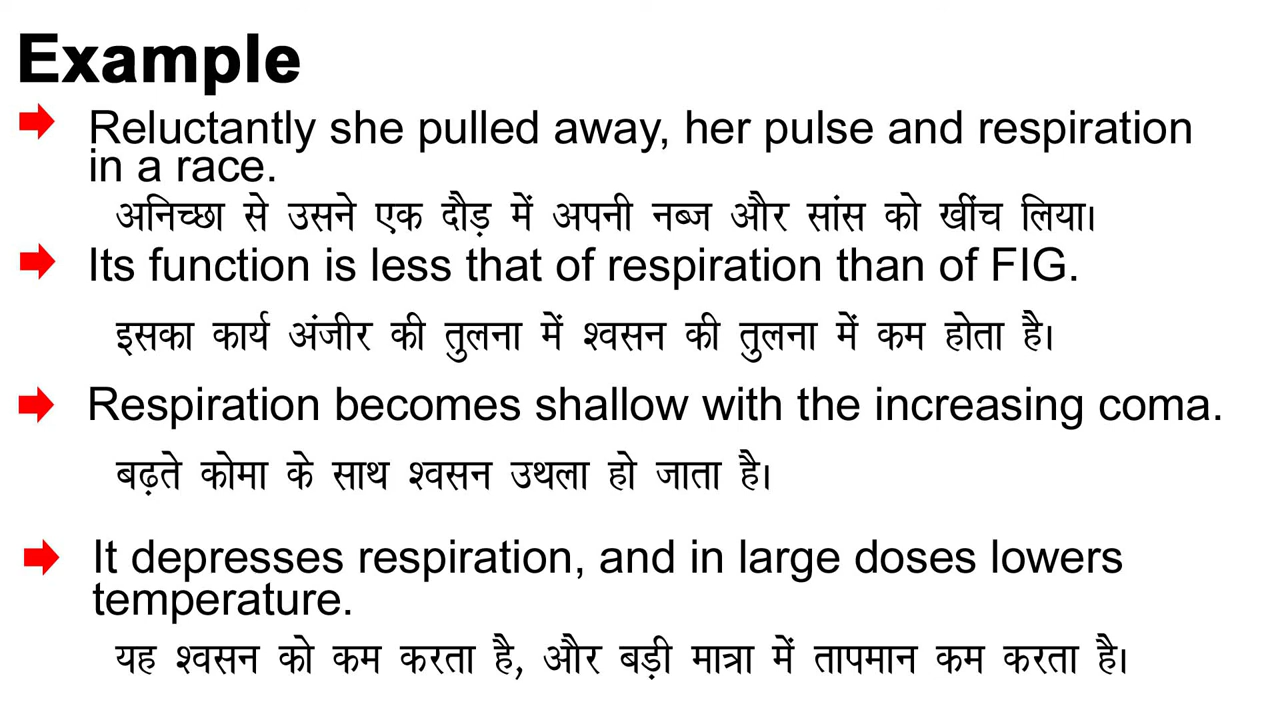 Example
Reluctantly she pulled away, her pulse and respiration
in a race.
अनिच्छा से उसने एक दौड़ में अपनी नब्ज और सांस को खींच लिया।
Its function is less that of respiration than of FIG.
इसका कार्य अंजीर की तुलना में श्वसन की तुलना में कम होता है।
Respiration becomes shallow with the increasing coma.
बढ़ते कोमा के साथ श्वसन उथला हो जाता है।
It depresses respiration, and in large doses lowers
temperature.
यह श्वसन को कम करता है, और बड़ी मात्रा में तापमान कम करता है।